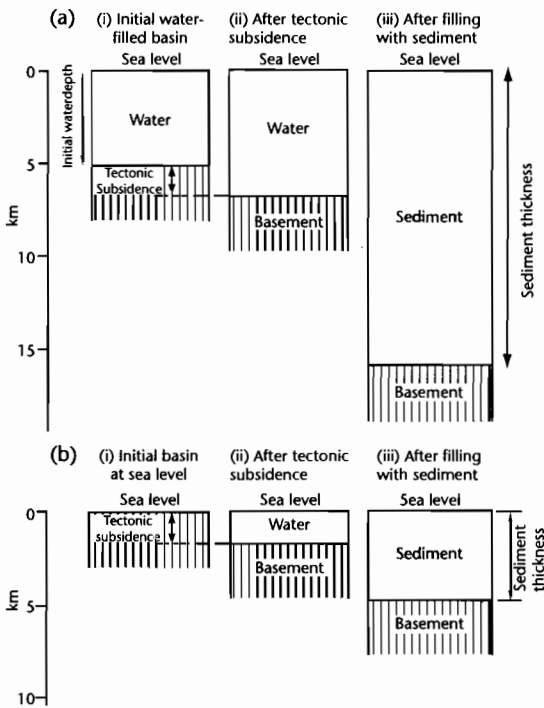 (a)
(i) Initial water-
filled basin
Sea level
(ii) After tectonic
subsidence
Sea level
(iii) After filling
with sediment
Sea level
0
5
10
15
km
Initial waterdepth
Water
Tectonic
Subsidence
Water
Basement
Sediment
Basement
Sediment thickness
(b)
(i) Initial basin
at sea level
Sea level
(ii) After tectonic
subsidence
Sea level
(iii) After filling
with sediment
Sea level
0
5
10
km
Tectonic
subsidence
Water
Basement
Sediment
Basement
Sediment
thickness